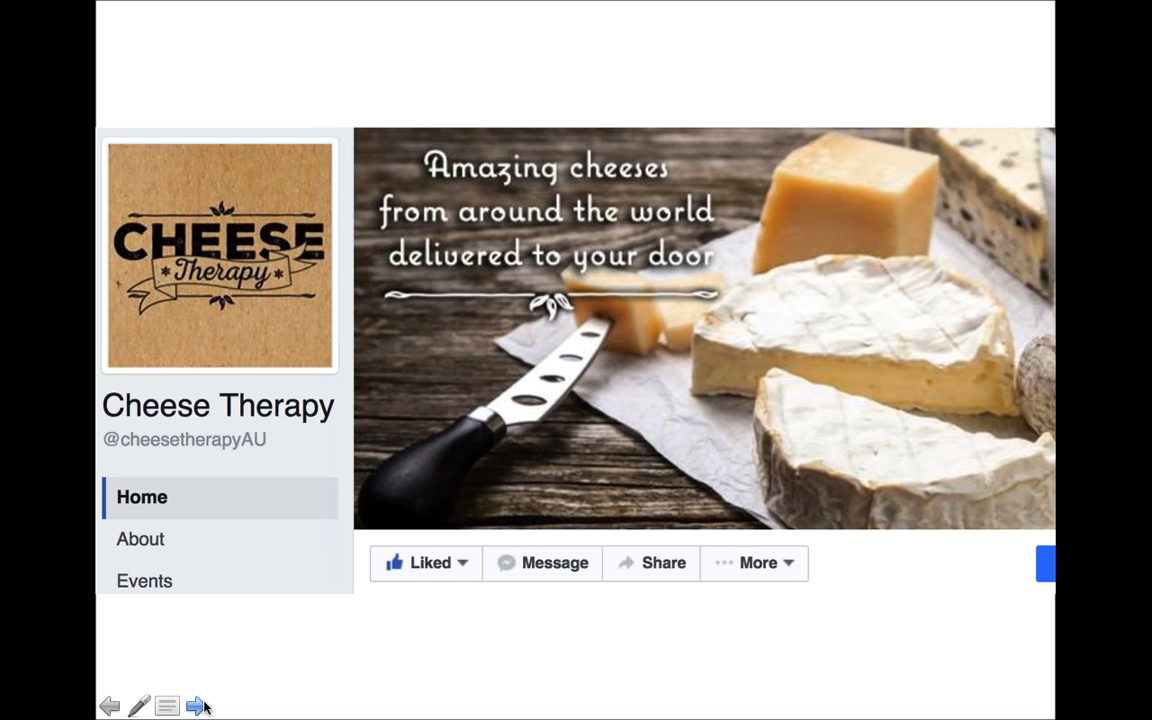 CHEESE
Therapy
Cheese Therapy
@cheesetherapyAU
Home
About
Events
Amazing cheeses
from around the world
delivered to your door
Liked
Message
Share
More